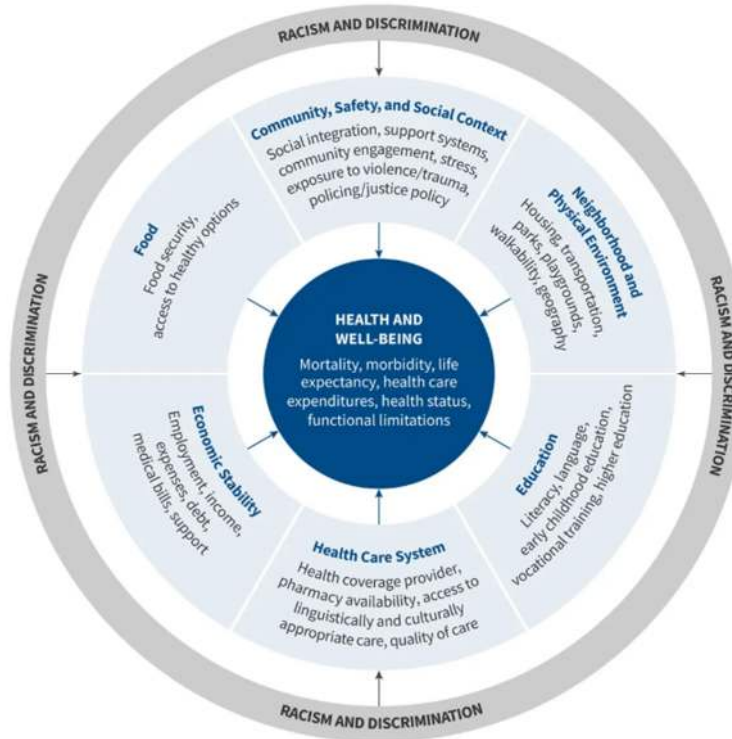 RACISM AND DISCRIMINATION
Community, Safety, and Social Context
Social integration, support systems,
community engagement, stress,
exposure to violence/trauma,
policing/justice policy
Neighborhood and
Physical Environment
Housing, transportation,
parks, playgrounds,
walkability, geography
RACISM AND DISCRIMINATION
Education
Literacy, language,
early childhood education,
vocational training, higher education
Health Care System
Health coverage provider,
pharmacy availability, access to
linguistically and culturally
appropriate care, quality of care
RACISM AND DISCRIMINATION
Economic Stability
Employment, income,
expenses, debt,
medical bills, support
RACISM AND DISCRIMINATION
Food
Food security,
access to healthy options
HEALTH AND
WELL-BEING
Mortality, morbidity, life
expectancy, health care
expenditures, health status,
functional limitations